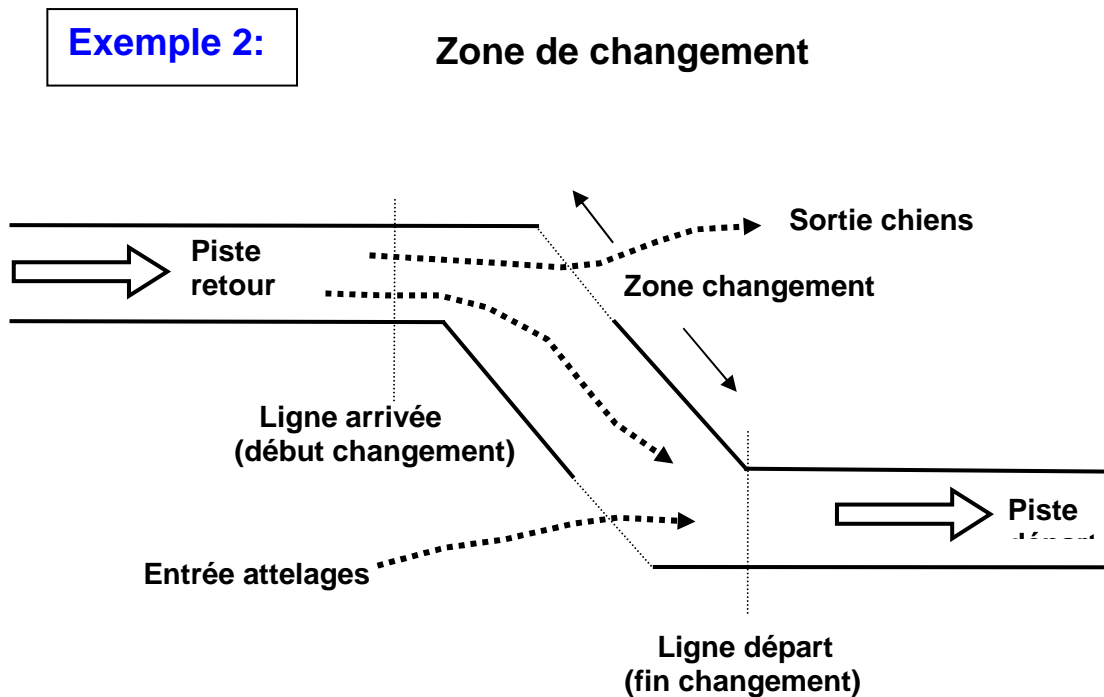 Exemple 2:
Zone de changement
Sortie chiens
Piste
retour
Zone changement
Ligne arrivée
(début changement)
Piste
départ
Entrée attelages
Ligne départ
(fin changement)